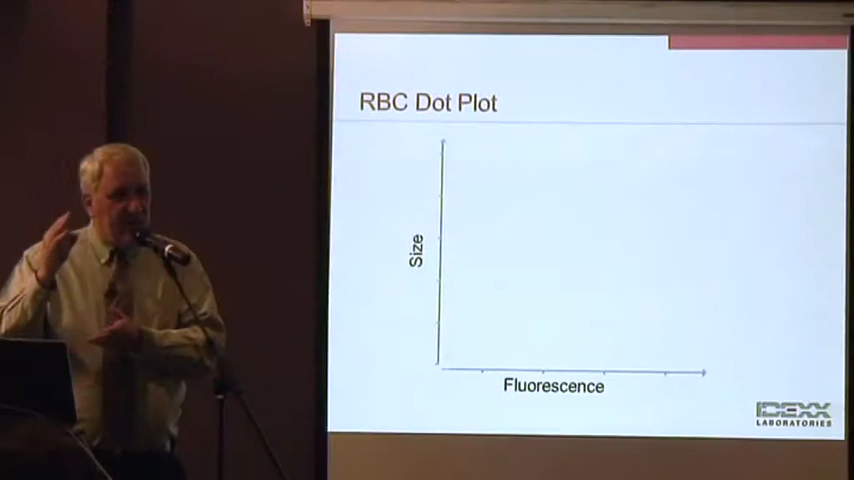 RBC Dot Plot
Size
Fluorescence
IDEXX
LABORATORIES